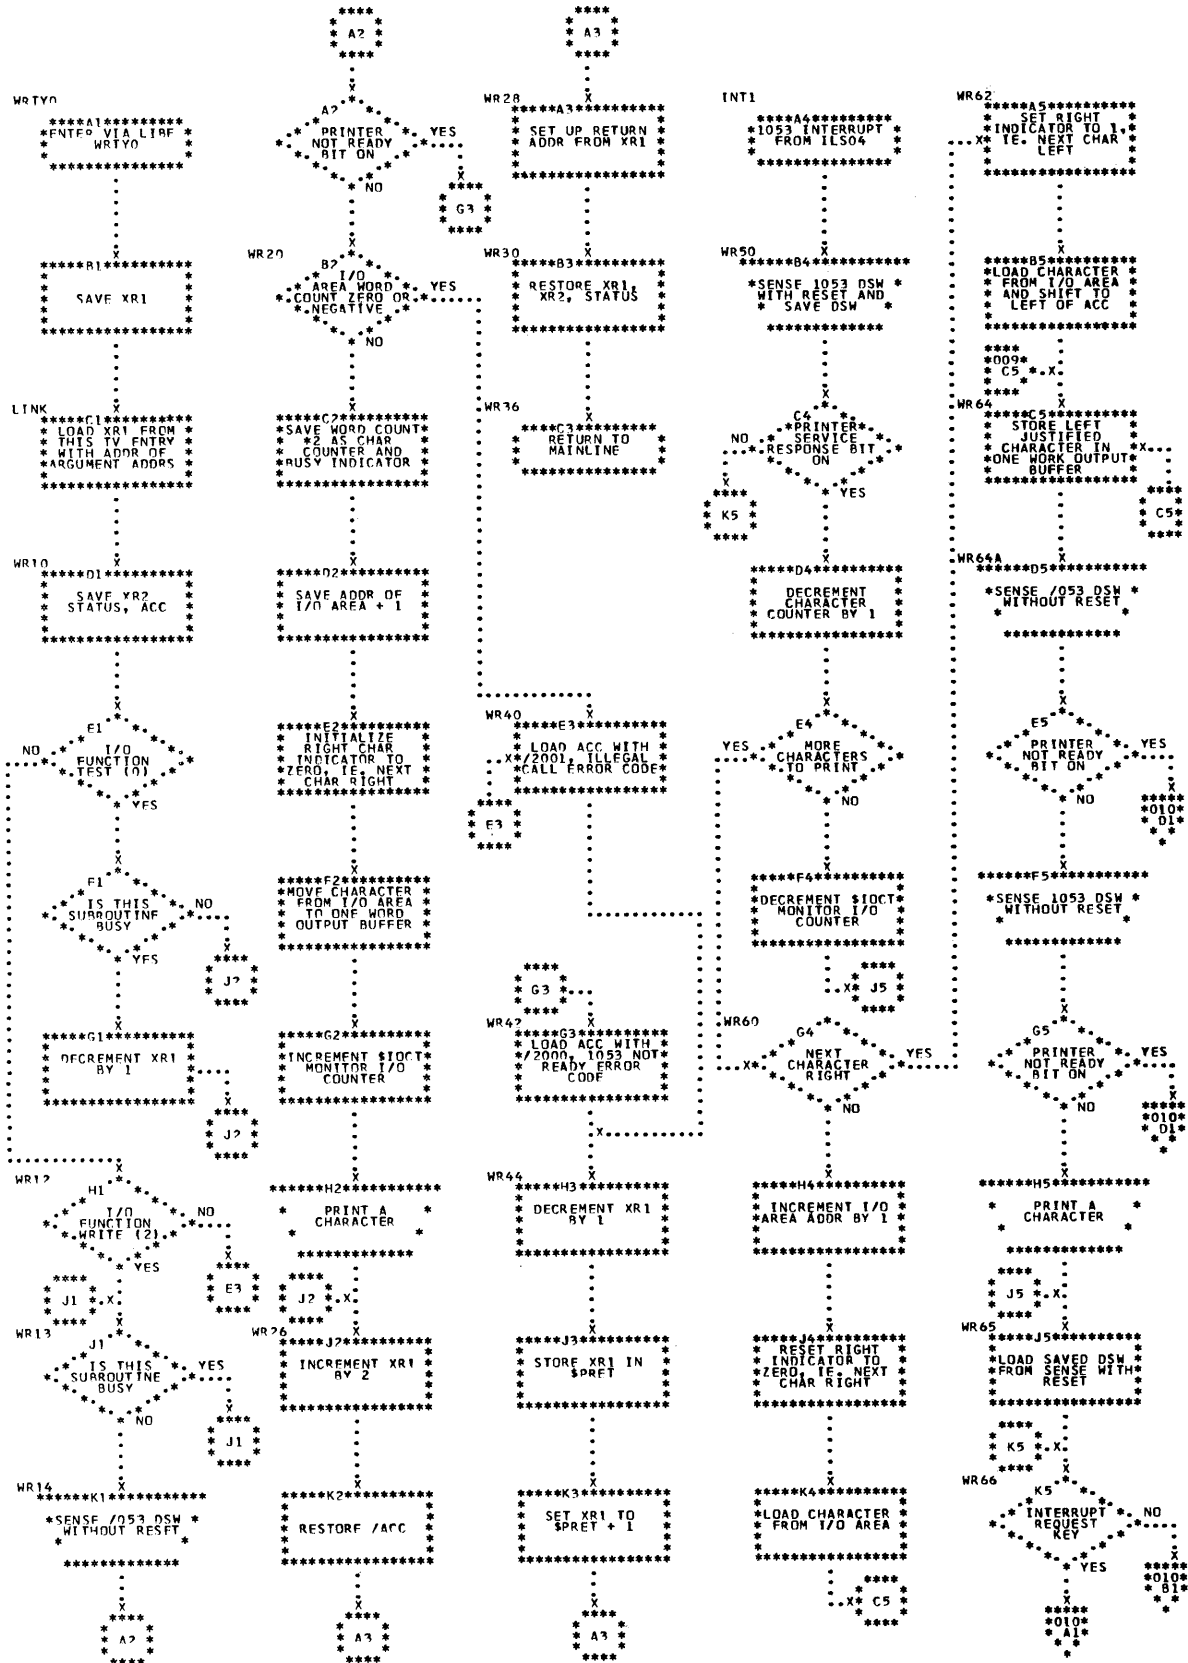 A2
A3
WRTY0
A1
ENTER VIA LIBF
WRTY0
B1
SAVE XR1
LINK
C1
LOAD XR1 FROM
THIS TV ENTRY
WITH ADDR OF
ARGUMENT ADDRS
WR10
D1
SAVE XR2
STATUS, ACC
E1
I/O
FUNCTION
TEST (0)
NO
YES
F1
IS THIS
SUBROUTINE
BUSY
NO
YES
J2
G1
DECREMENT XR1
BY 1
J2
WR12
H1
I/O
FUNCTION
WRITE (2)
NO
YES
E3
J1
WR13
J1
IS THIS
SUBROUTINE
BUSY
YES
NO
J1
WR14
K1
SENSE /053 DSW
WITHOUT RESET
A2
A2
PRINTER
NOT READY
BIT ON
YES
NO
G3
WR20
B2
I/O
AREA WORD
COUNT ZERO OR
NEGATIVE
YES
NO
C2
SAVE WORD COUNT
*2 AS CHAR
COUNTER AND
BUSY INDICATOR
D2
SAVE ADDR OF
I/O AREA + 1
E2
INITIALIZE
RIGHT CHAR
INDICATOR TO
ZERO, IE. NEXT
CHAR RIGHT
F2
MOVE CHARACTER
FROM I/O AREA
TO ONE WORD
OUTPUT BUFFER
G2
INCREMENT $IOCT
MONITOR I/O
COUNTER
H2
PRINT A
CHARACTER
J2
WR26
J2
INCREMENT XR1
BY 2
K2
RESTORE /ACC
A3
WR28
A3
SET UP RETURN
ADDR FROM XR1
WR30
B3
RESTORE XR1,
XR2, STATUS
WR36
C3
RETURN TO
MAINLINE
WR40
E3
LOAD ACC WITH
/2001, ILLEGAL
CALL ERROR CODE
E3
G3
WR42
G3
LOAD ACC WITH
/2000, 1053 NOT
READY ERROR
CODE
WR44
H3
DECREMENT XR1
BY 1
J3
STORE XR1 IN
$PRET
K3
SET XR1 TO
$PRET + 1
A3
INT1
A4
1053 INTERRUPT
FROM ILS04
WR50
B4
SENSE 1053 DSW
WITH RESET AND
SAVE DSW
C4
PRINTER
SERVICE
RESPONSE BIT
ON
NO
YES
K5
D4
DECREMENT
CHARACTER
COUNTER BY 1
E4
MORE
CHARACTERS
TO PRINT
YES
NO
F4
DECREMENT $IOCT
MONITOR I/O
COUNTER
J5
WR60
G4
NEXT
CHARACTER
RIGHT
YES
NO
H4
INCREMENT I/O
AREA ADDR BY 1
J4
RESET RIGHT
INDICATOR TO
ZERO, IE. NEXT
CHAR RIGHT
K4
LOAD CHARACTER
FROM I/O AREA
C5
WR62
A5
SET RIGHT
INDICATOR TO 1,
IE. NEXT CHAR
LEFT
B5
LOAD CHARACTER
FROM I/O AREA
AND SHIFT TO
LEFT OF ACC
009
C5
WR64
C5
STORE LEFT
JUSTIFIED
CHARACTER IN
ONE WORK OUTPUT
BUFFER
C5
WR64A
D5
SENSE /053 DSW
WITHOUT RESET
E5
PRINTER
NOT READY
BIT ON
YES
NO
010
D1
F5
SENSE 1053 DSW
WITHOUT RESET
G5
PRINTER
NOT READY
BIT ON
YES
NO
010
D1
H5
PRINT A
CHARACTER
J5
WR65
J5
LOAD SAVED DSW
FROM SENSE WITH
RESET
K5
WR66
K5
INTERRUPT
REQUEST
KEY
NO
YES
010
B1
010
A1